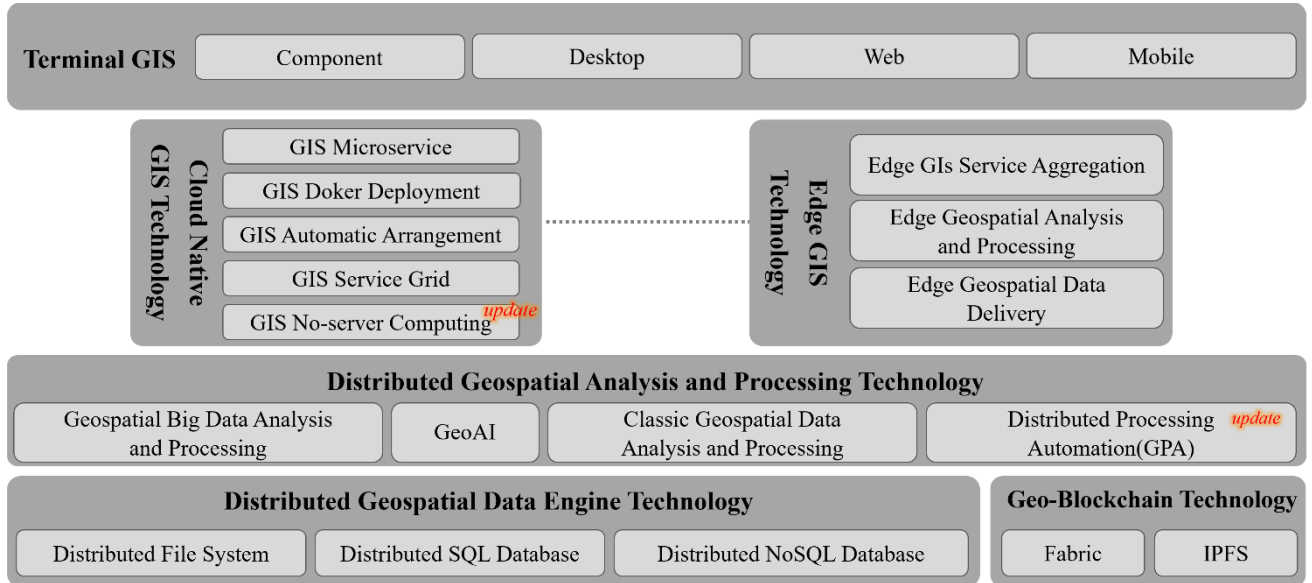 Terminal GIS
Component
Desktop
Web
Mobile
Cloud Native
GIS Technology
GIS Microservice
GIS Doker Deployment
GIS Automatic Arrangement
GIS Service Grid
GIS No-server Computing
update
Edge GIS
Technology
Edge GIs Service Aggregation
Edge Geospatial Analysis
and Processing
Edge Geospatial Data
Delivery
Distributed Geospatial Analysis and Processing Technology
Geospatial Big Data Analysis
and Processing
GeoAI
Classic Geospatial Data
Analysis and Processing
Distributed Processing
Automation(GPA)
update
Distributed Geospatial Data Engine Technology
Distributed File System
Distributed SQL Database
Distributed NoSQL Database
Geo-Blockchain Technology
Fabric
IPFS